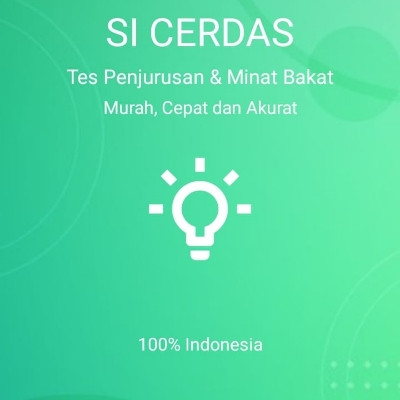 SI CERDAS
Tes Penjurusan & Minat Bakat
Murah, Cepat dan Akurat
100% Indonesia